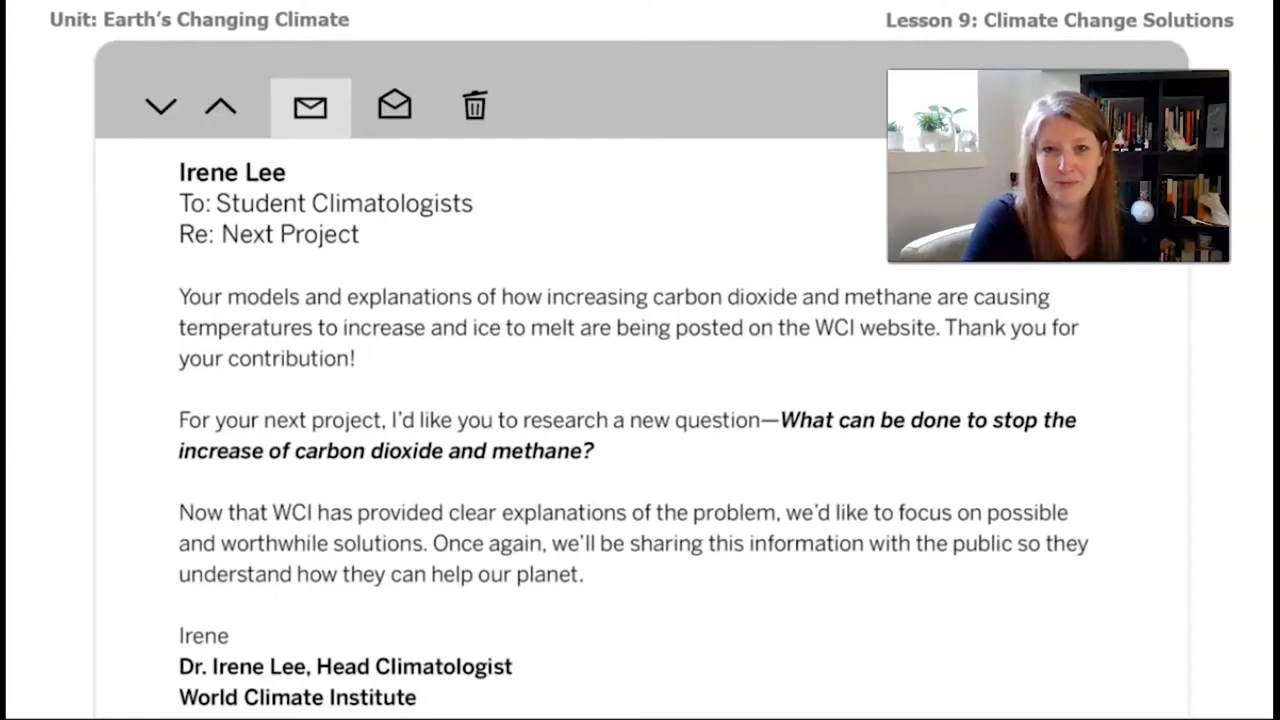 Unit: Earth's Changing Climate
Lesson 9: Climate Change Solutions
Irene Lee
To: Student Climatologists
Re: Next Project
Your models and explanations of how increasing carbon dioxide and methane are causing
temperatures to increase and ice to melt are being posted on the WCI website. Thank you for
your contribution!
For your next project, I'd like you to research a new question—What can be done to stop the
increase of carbon dioxide and methane?
Now that WCI has provided clear explanations of the problem, we'd like to focus on possible
and worthwhile solutions. Once again, we'll be sharing this information with the public so they
understand how they can help our planet.
Irene
Dr. Irene Lee, Head Climatologist
World Climate Institute